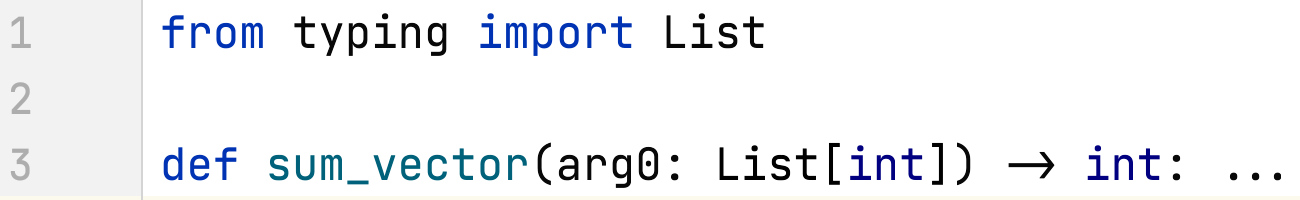 1 from typing import List
2
3 def sum_vector(arg0: List[int]) -> int: ...